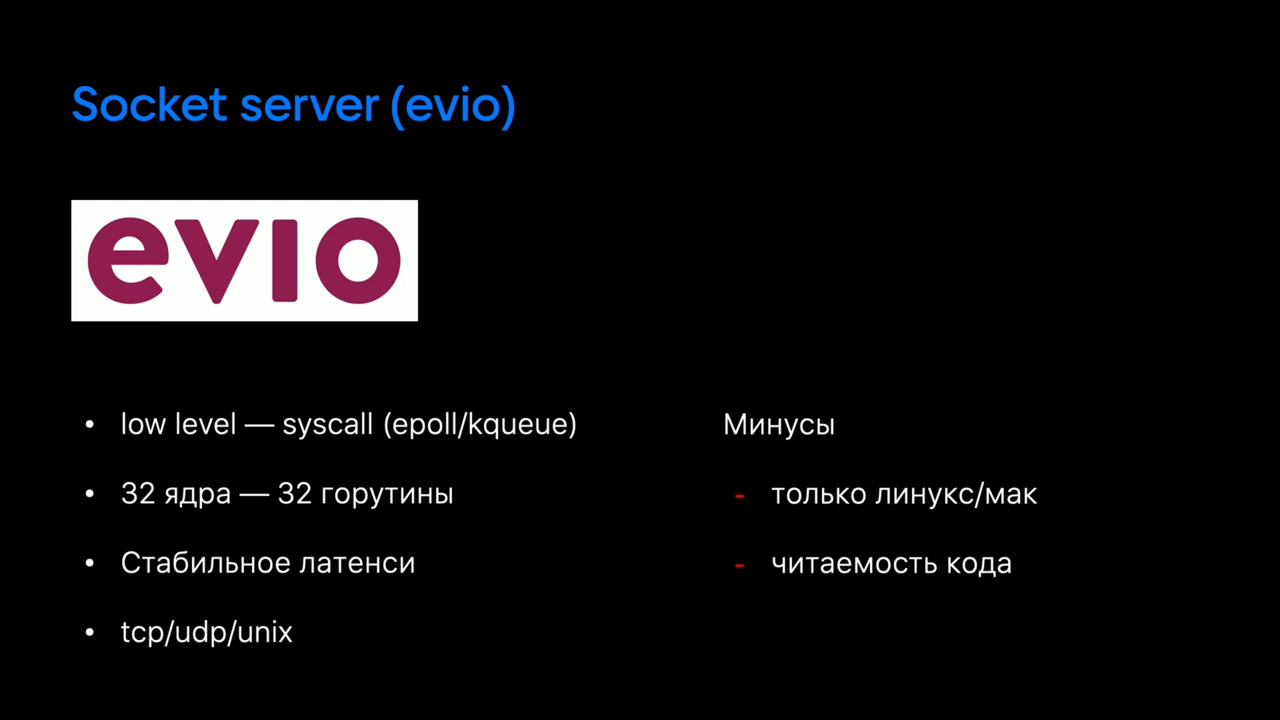 Socket server (evio)
evio
• low level — syscall (epoll/kqueue)
• 32 ядра — 32 горутины
• Стабильное латенси
• tcp/udp/unix
Минусы
- только линукс/мак
- читаемость кода